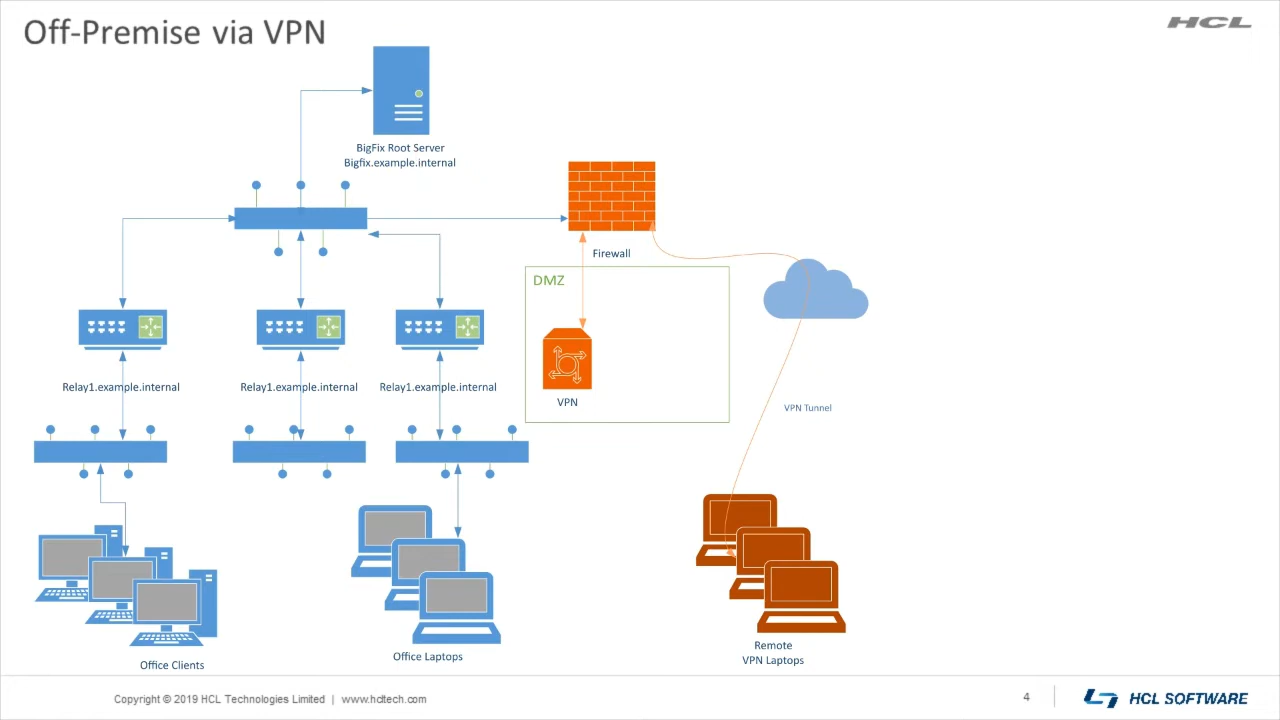 Off-Premise via VPN
HCL
BigFix Root Server
Bigfix.example.internal
Firewall
DMZ
Relay1.example.internal
Relay1.example.internal
Relay1.example.internal
VPN
VPN Tunnel
Office Clients
Office Laptops
Remote
VPN Laptops
Copyright © 2019 HCL Technologies Limited | www.hcltech.com
4
HCL SOFTWARE